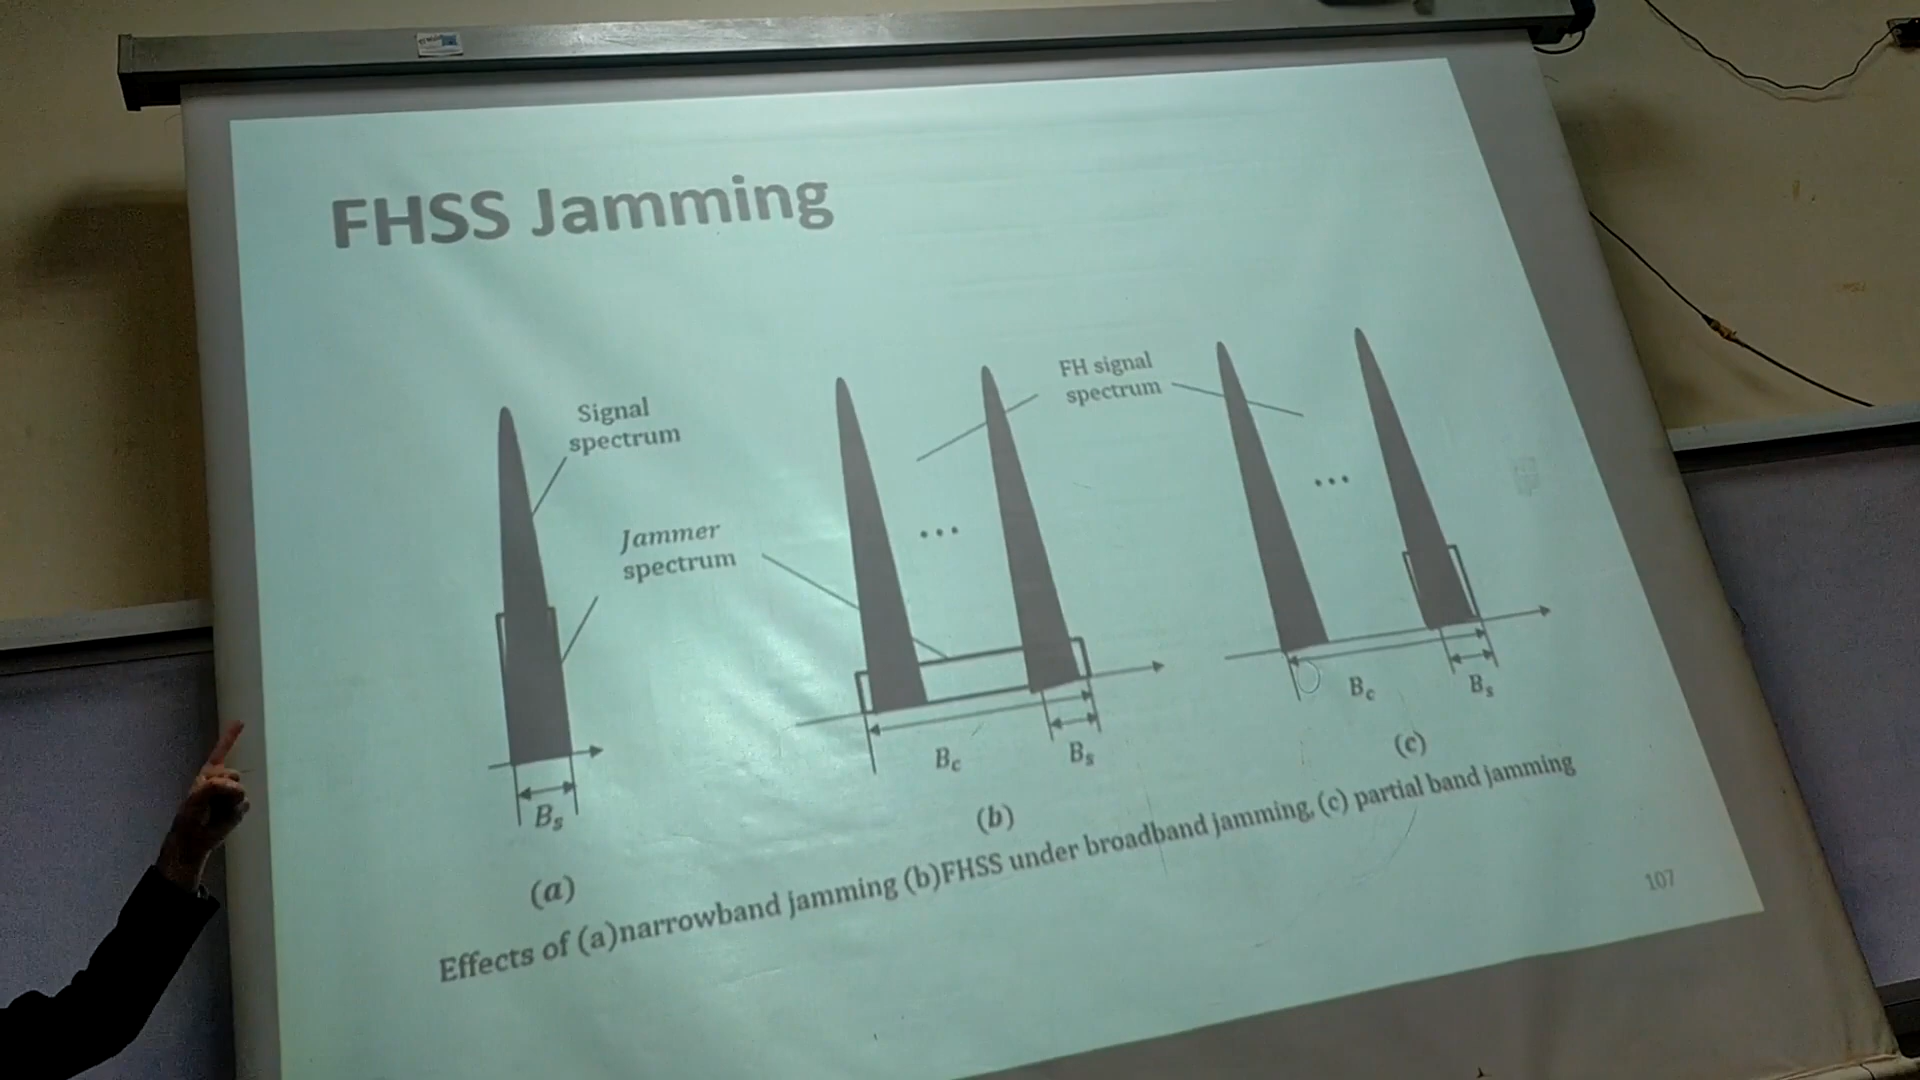 FHSS Jamming
Signal
spectrum
Jammer
spectrum
FH signal
spectrum
...
...
Bs
Bc
Bs
Bc
Bs
(a)
(b)
(c)
Effects of (a)narrowband jamming (b)FHSS under broadband jamming, (c) partial band jamming
107